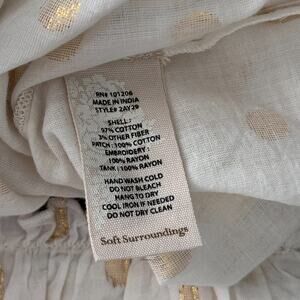 RN# 101206
MADE IN INDIA
STYLE# 2AY29
SHELL:
97% COTTON
3% OTHER FIBER
PATCH: 100% COTTON
EMBROIDERY:
100% RAYON
TANK: 100% RAYON
HAND WASH COLD
DO NOT BLEACH
HANG TO DRY
COOL IRON IF NEEDED
DO NOT DRY CLEAN
Soft Surroundings